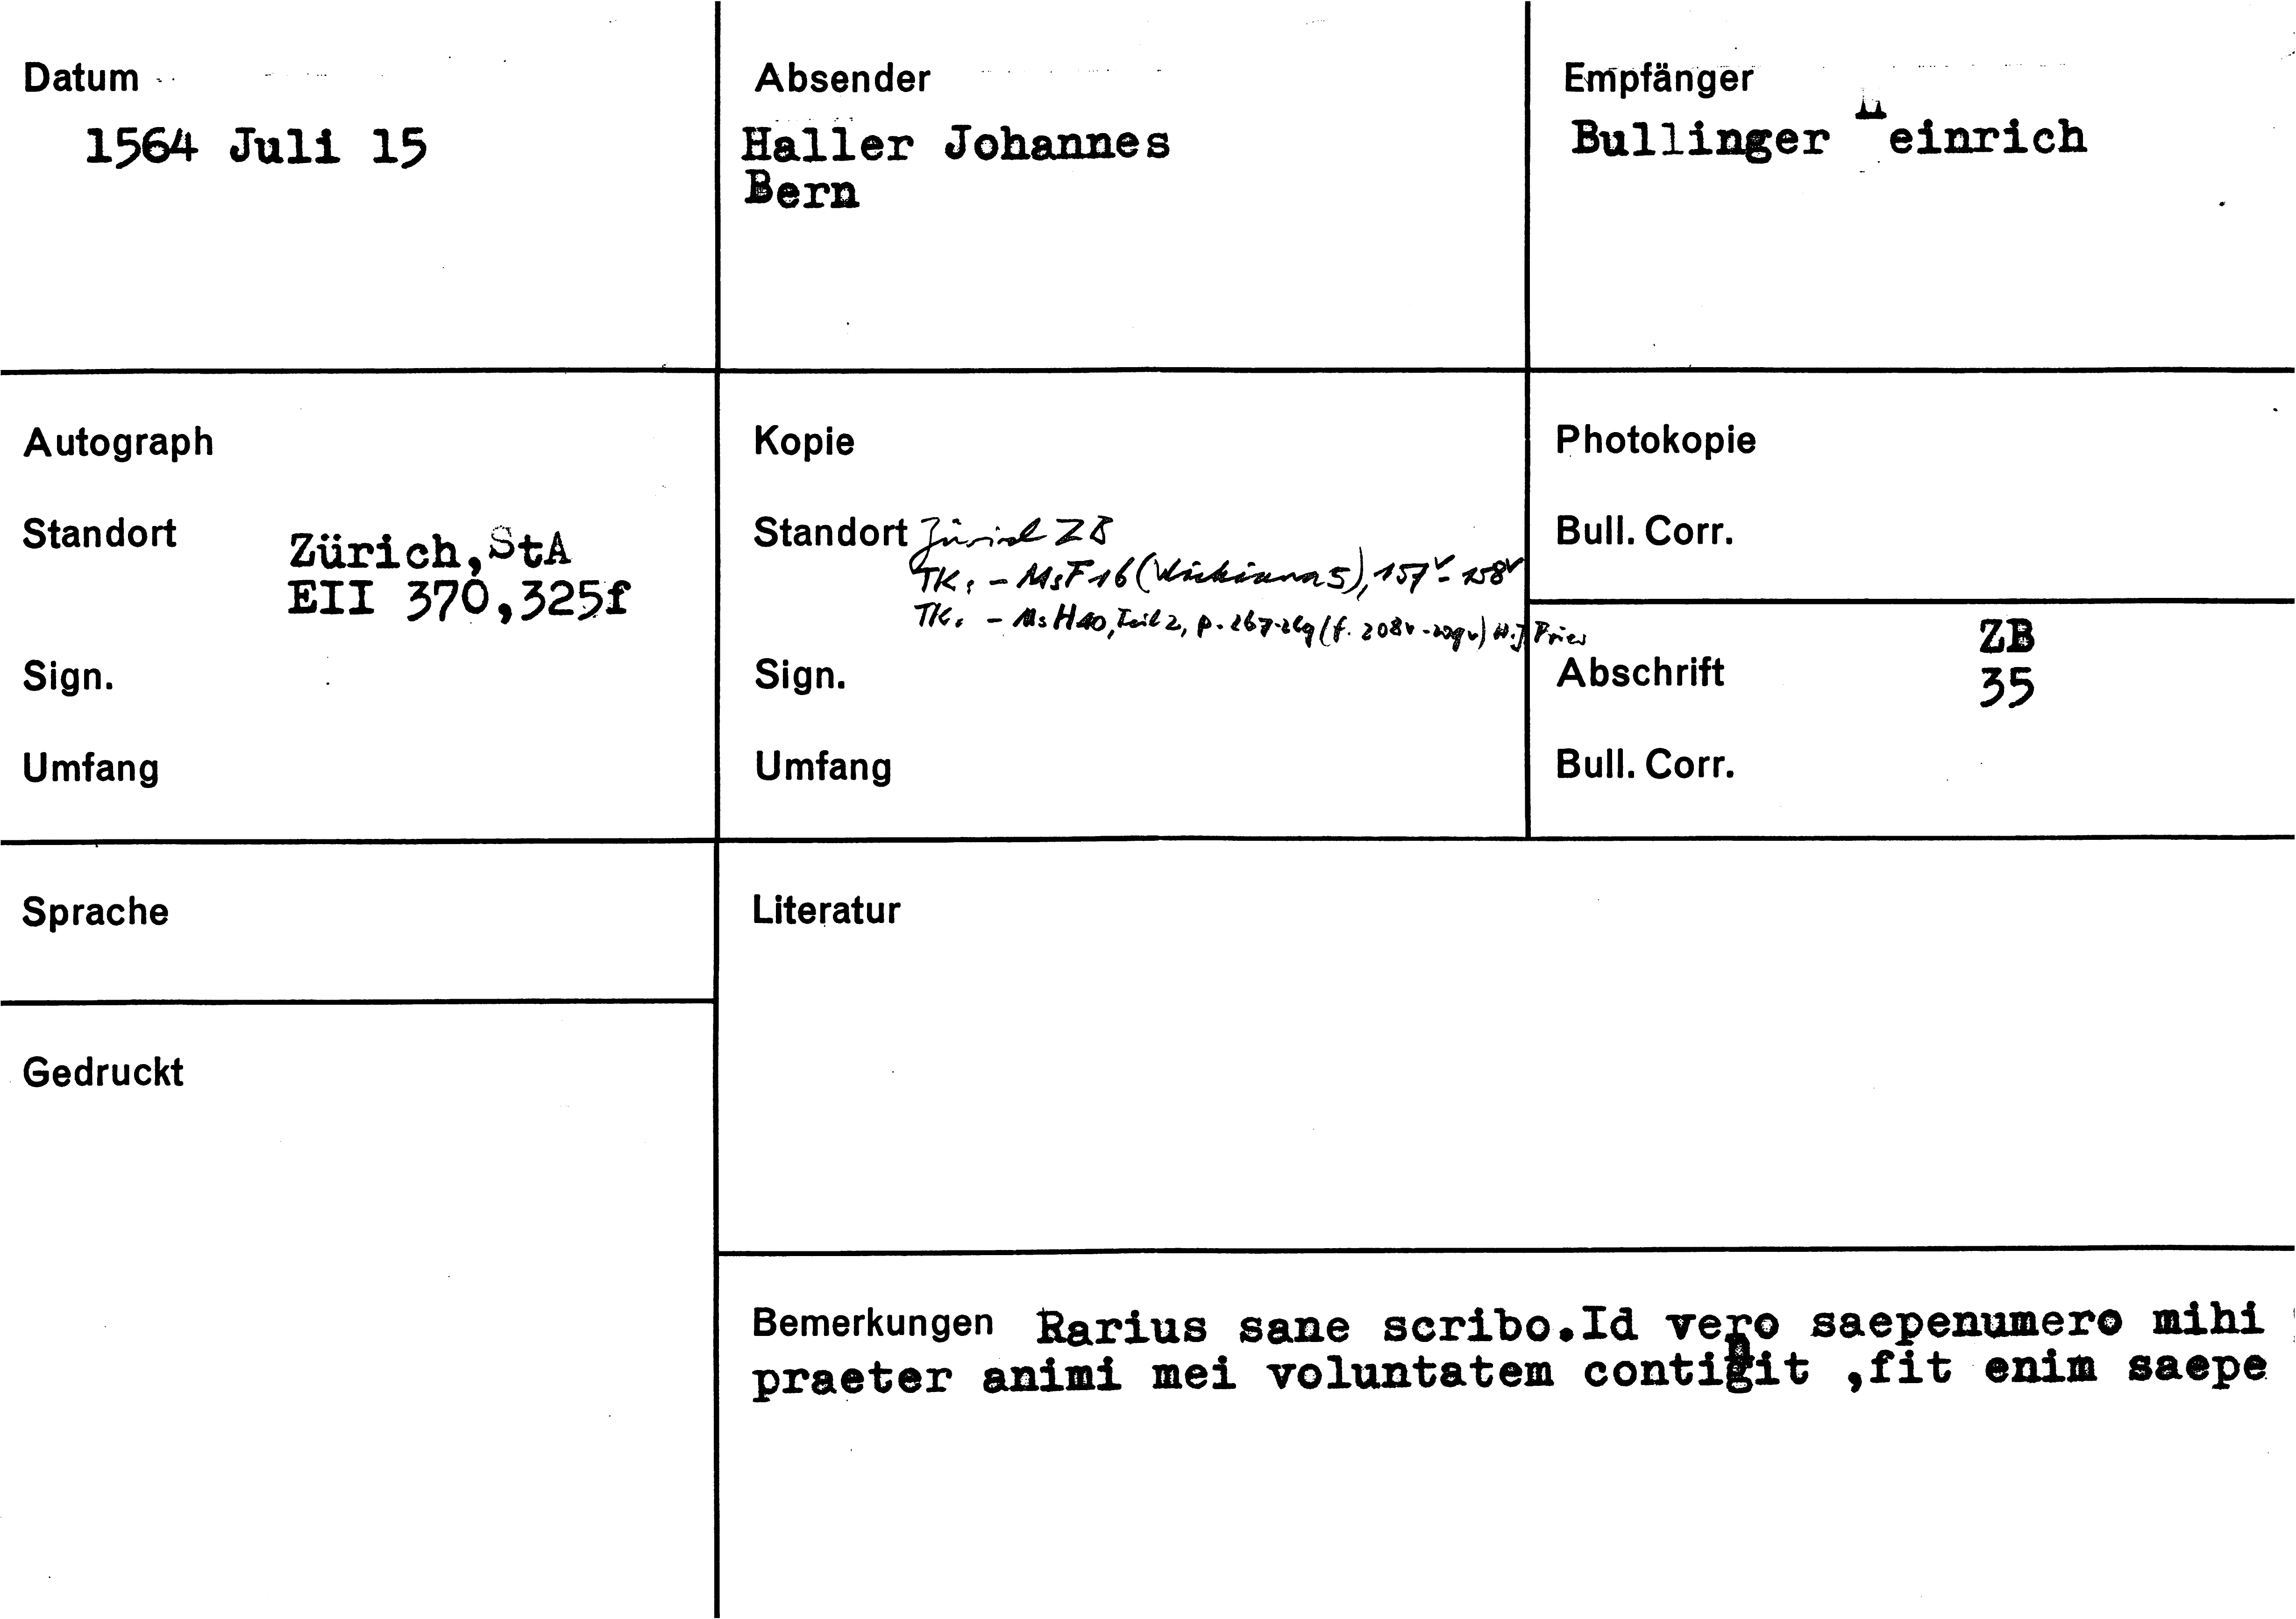 Datum
1564 Juli 15
Absender
Haller Johannes
Bern
Empfänger
Bullinger Heinrich
Autograph
Standort
Zürich, StA
EII 370,325f
Sign.
Umfang
Kopie
Standort Zürich ZB
TK: - Ms F 16 (Wickiana 5), 157v - 158v
TK: - Ms H 40, Teil 2, p. 267-269 (f. 208v - 209v)
Sign.
Umfang
Photokopie
Bull. Corr.
Abschrift
ZB
35
Bull. Corr.
Sprache
Gedruckt
Literatur
Bemerkungen Rarius sane scribo.Id vero saepenumero mihi
praeter animi mei voluntatem contigit ,fit enim saepe